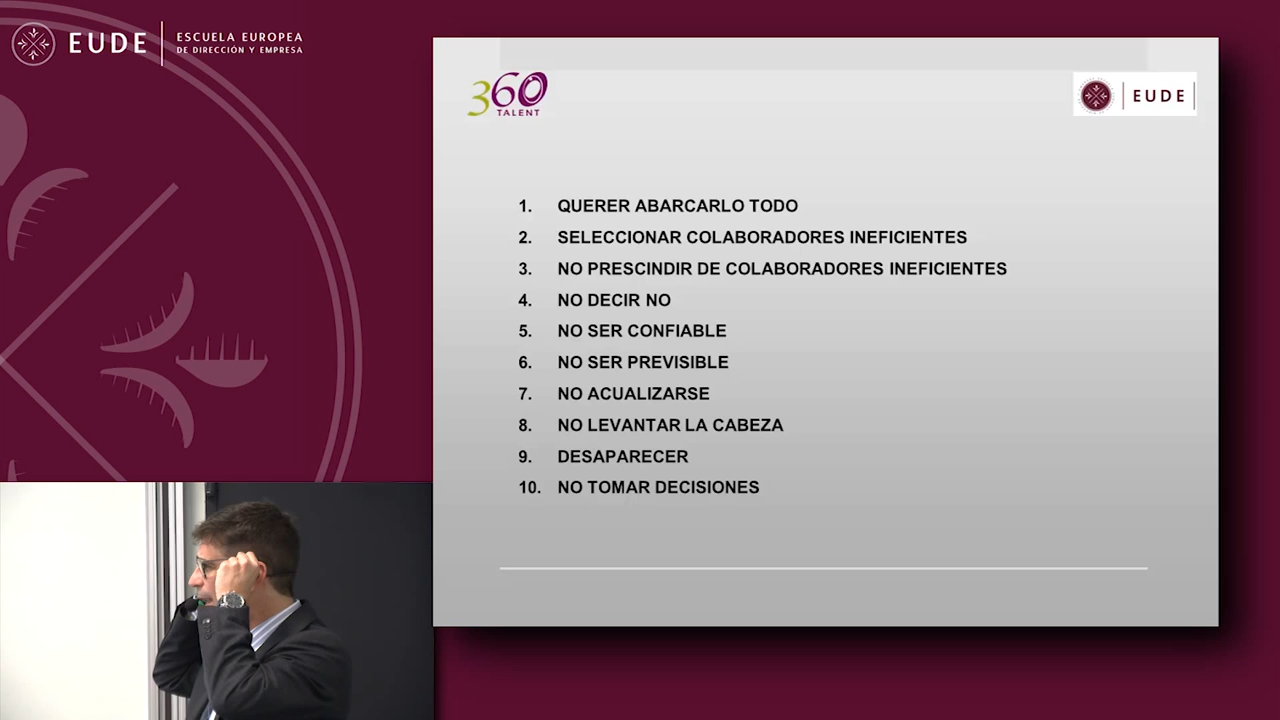 EUDE
ESCUELA EUROPEA
DE DIRECCIÓN Y EMPRESA
360
TALENT
EUDE
1. QUERER ABARCARLO TODO
2. SELECCIONAR COLABORADORES INEFICIENTES
3. NO PRESCINDIR DE COLABORADORES INEFICIENTES
4. NO DECIR NO
5. NO SER CONFIABLE
6. NO SER PREVISIBLE
7. NO ACUALIZARSE
8. NO LEVANTAR LA CABEZA
9. DESAPARECER
10. NO TOMAR DECISIONES